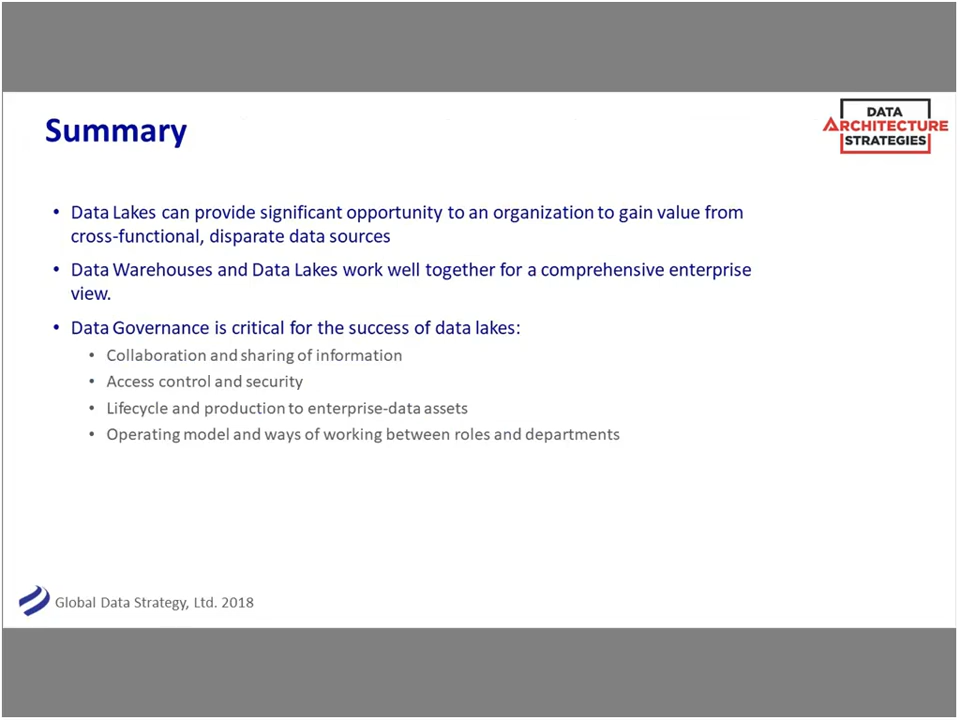 Summary
DATA
ARCHITECTURE
STRATEGIES
• Data Lakes can provide significant opportunity to an organization to gain value from
cross-functional, disparate data sources
• Data Warehouses and Data Lakes work well together for a comprehensive enterprise
view.
• Data Governance is critical for the success of data lakes:
• Collaboration and sharing of information
• Access control and security
• Lifecycle and production to enterprise-data assets
• Operating model and ways of working between roles and departments
Global Data Strategy, Ltd. 2018